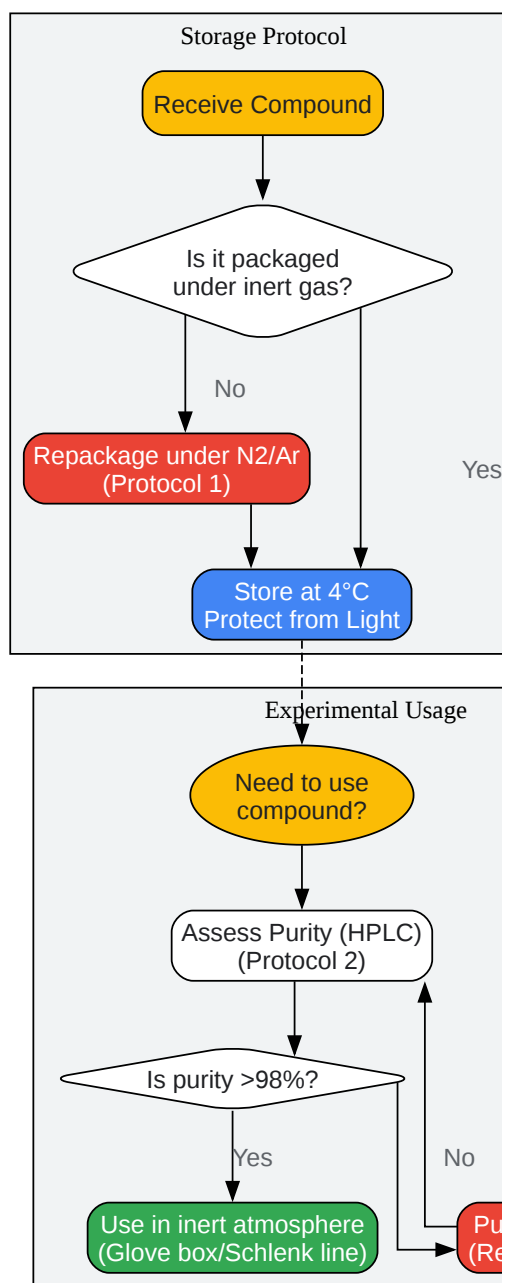 Storage Protocol
Receive Compound
Is it packaged
under inert gas?
No
Repackage under N2/Ar
(Protocol 1)
Yes
Store at 4°C
Protect from Light
Experimental Usage
Need to use
compound?
Assess Purity (HPLC)
(Protocol 2)
Is purity >98%?
Yes
No
Use in inert atmosphere
(Glove box/Schlenk line)